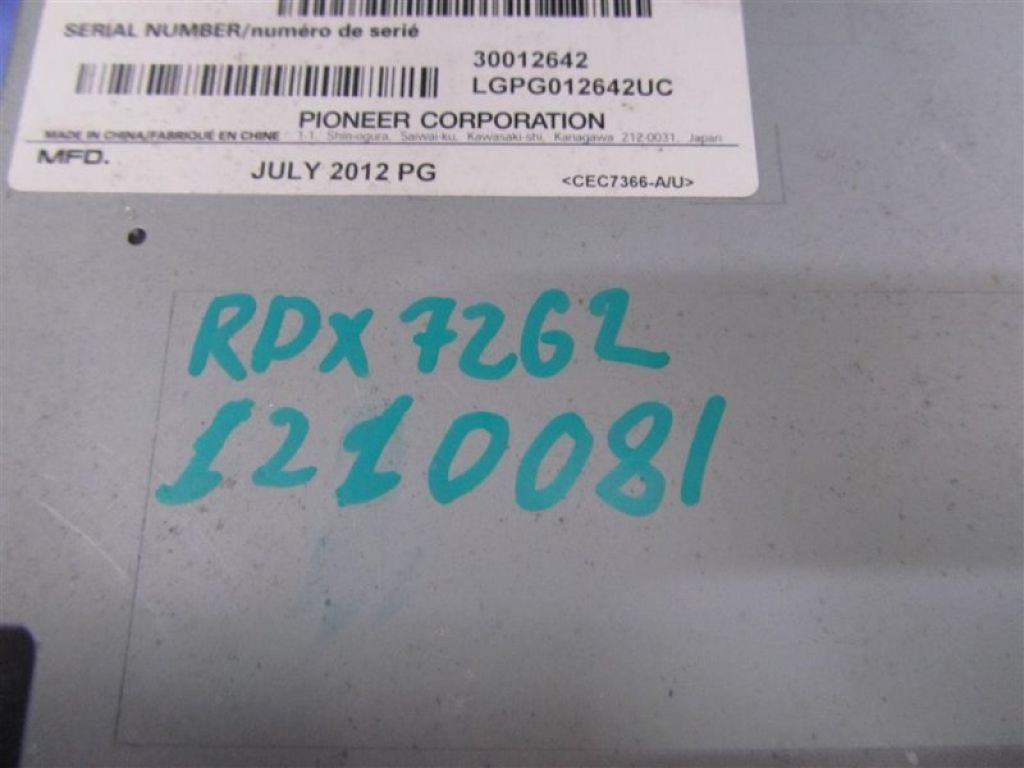 SERIAL NUMBER/numéro de serié
30012642
LGPG012642UC
PIONEER CORPORATION
MADE IN CHINA/FABRIQUÉ EN CHINE 1-1, Shin-ogura, Saiwai-ku, Kawasaki-shi, Kanagawa 212-0031, Japan
MFD.
JULY 2012 PG
<CEC7366-A/U>
RDX 7262
1210081